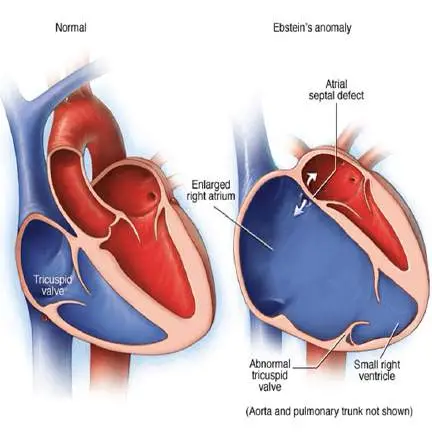 Normal
Ebstein's anomaly
Atrial
septal defect
Enlarged
right atrium
Tricuspid
valve
Abnormal
tricuspid
valve
Small right
ventricle
(Aorta and pulmonary trunk not shown)